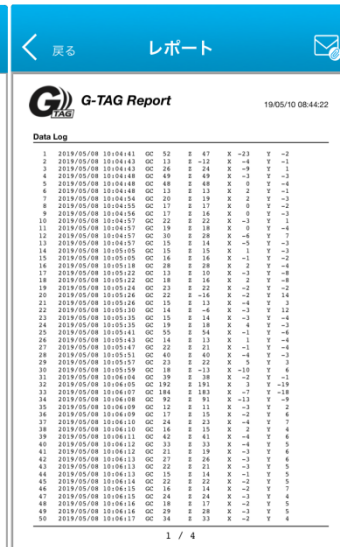 戻る レポート
G-TAG
G-TAG Report 19/05/10 08:44:22
Data Log
1 2019/05/08 10:04:41 GC 52 Z 47 X -23 Y -2
2 2019/05/08 10:04:43 GC 13 Z -12 X -4 Y -1
3 2019/05/08 10:04:43 GC 26 Z 24 X -9 Y 1
4 2019/05/08 10:04:48 GC 49 Z 49 X -3 Y -3
5 2019/05/08 10:04:48 GC 48 Z 48 X 0 Y -4
6 2019/05/08 10:04:48 GC 13 Z 13 X 2 Y -1
7 2019/05/08 10:04:54 GC 20 Z 19 X 2 Y -3
8 2019/05/08 10:04:55 GC 17 Z 17 X 0 Y -2
9 2019/05/08 10:04:56 GC 17 Z 16 X 0 Y -3
10 2019/05/08 10:04:57 GC 22 Z 22 X -3 Y 1
11 2019/05/08 10:04:57 GC 19 Z 18 X 0 Y -4
12 2019/05/08 10:04:57 GC 30 Z 28 X -6 Y 7
13 2019/05/08 10:04:57 GC 15 Z 14 X -5 Y -3
14 2019/05/08 10:05:05 GC 15 Z 15 X 1 Y -3
15 2019/05/08 10:05:05 GC 16 Z 16 X -1 Y -2
16 2019/05/08 10:05:18 GC 28 Z 28 X 2 Y -4
17 2019/05/08 10:05:22 GC 13 Z 10 X -3 Y -8
18 2019/05/08 10:05:22 GC 18 Z 16 X 2 Y -8
19 2019/05/08 10:05:24 GC 23 Z 22 X -2 Y -2
20 2019/05/08 10:05:26 GC 22 Z -16 X -2 Y 14
21 2019/05/08 10:05:26 GC 15 Z 13 X -4 Y 3
22 2019/05/08 10:05:30 GC 14 Z -6 X -3 Y 12
23 2019/05/08 10:05:35 GC 15 Z 14 X -3 Y -4
24 2019/05/08 10:05:35 GC 19 Z 18 X 4 Y -3
25 2019/05/08 10:05:41 GC 55 Z 54 X -1 Y -6
26 2019/05/08 10:05:43 GC 14 Z 13 X 1 Y -4
27 2019/05/08 10:05:47 GC 22 Z 21 X -1 Y -4
28 2019/05/08 10:05:51 GC 40 Z 40 X -4 Y -3
29 2019/05/08 10:05:57 GC 23 Z 22 X 5 Y 3
30 2019/05/08 10:05:59 GC 18 Z -13 X -10 Y 6
31 2019/05/08 10:06:04 GC 39 Z 38 X -2 Y -1
32 2019/05/08 10:06:05 GC 192 Z 191 X 3 Y -19
33 2019/05/08 10:06:07 GC 184 Z 183 X -7 Y -18
34 2019/05/08 10:06:08 GC 92 Z 91 X -13 Y -9
35 2019/05/08 10:06:09 GC 12 Z 11 X -3 Y 2
36 2019/05/08 10:06:09 GC 17 Z 15 X -2 Y 6
37 2019/05/08 10:06:10 GC 24 Z 23 X -4 Y 7
38 2019/05/08 10:06:10 GC 16 Z 15 X 2 Y 4
39 2019/05/08 10:06:11 GC 42 Z 41 X -4 Y 6
40 2019/05/08 10:06:12 GC 33 Z 33 X -4 Y 5
41 2019/05/08 10:06:12 GC 21 Z 19 X -3 Y 6
42 2019/05/08 10:06:13 GC 27 Z 26 X -3 Y 6
43 2019/05/08 10:06:13 GC 22 Z 21 X -3 Y 5
44 2019/05/08 10:06:13 GC 15 Z 14 X -1 Y 5
45 2019/05/08 10:06:14 GC 22 Z 22 X -2 Y 5
46 2019/05/08 10:06:15 GC 16 Z 14 X -2 Y 7
47 2019/05/08 10:06:15 GC 24 Z 24 X -3 Y 4
48 2019/05/08 10:06:16 GC 18 Z 17 X -2 Y 5
49 2019/05/08 10:06:16 GC 29 Z 28 X -3 Y 5
50 2019/05/08 10:06:17 GC 34 Z 33 X -2 Y 4
1 / 4